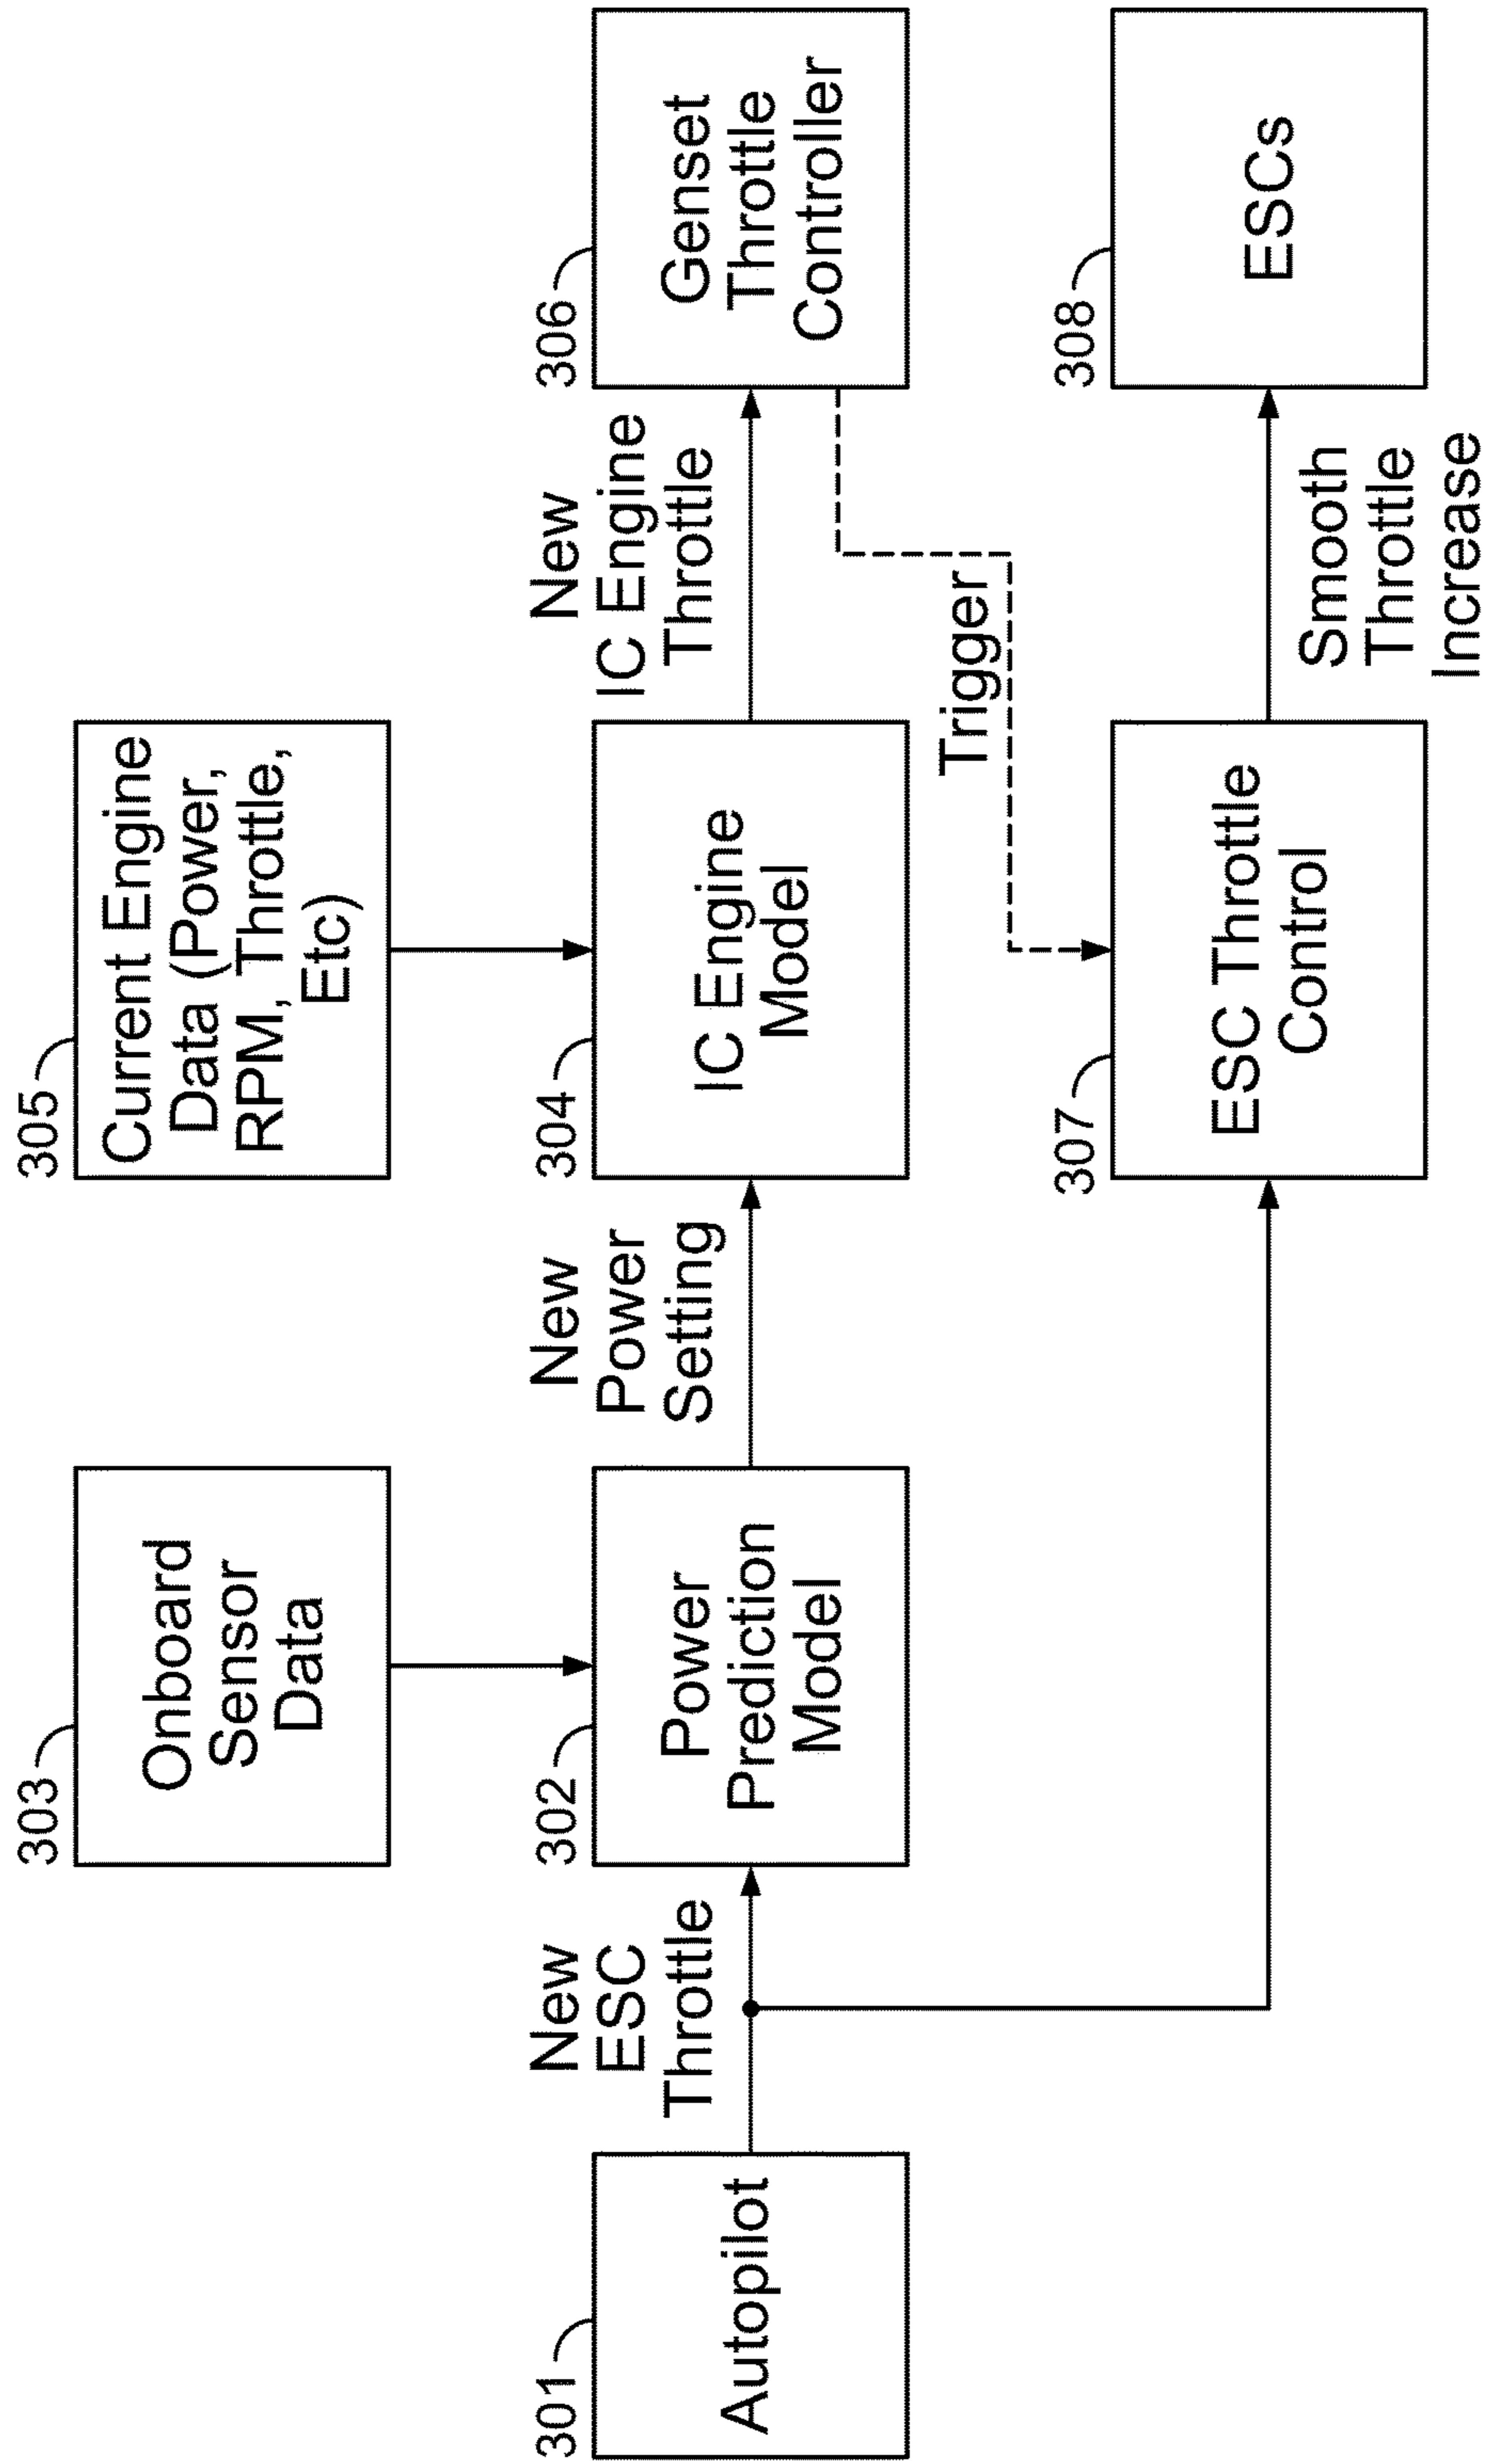 303
Onboard
Sensor
Data
305
Current Engine
Data (Power,
RPM, Throttle,
Etc)
301
Autopilot
New
ESC
Throttle
302
Power
Prediction
Model
New
Power
Setting
304
IC Engine
Model
New
IC Engine
Throttle
306
Genset
Throttle
Controller
Trigger
307
ESC Throttle
Control
Smooth
Throttle
Increase
308
ESCs